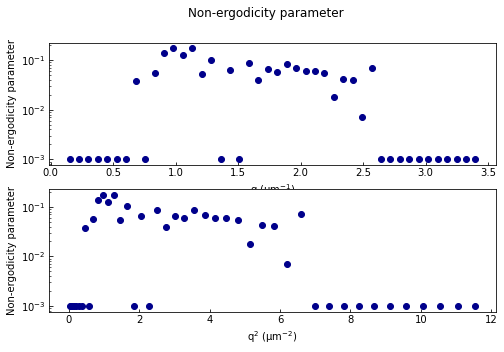 Non-ergodicity parameter
Non-ergodicity parameter
10⁻¹
10⁻²
10⁻³
0.0 0.5 1.0 1.5 2.0 2.5 3.0 3.5
q (μm⁻¹)
Non-ergodicity parameter
10⁻¹
10⁻²
10⁻³
0 2 4 6 8 10 12
q² (μm⁻²)